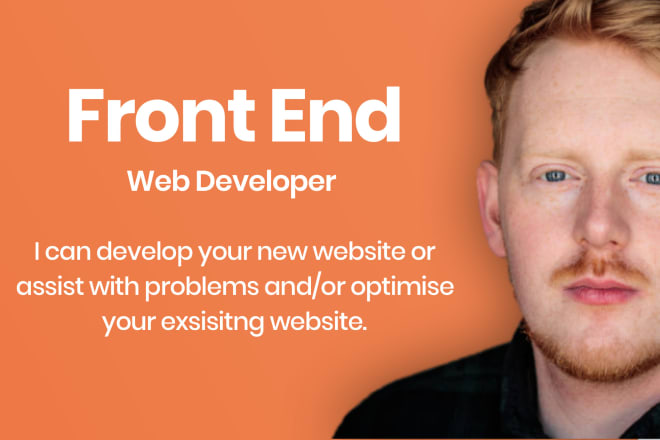 Front End
Web Developer
I can develop your new website or
assist with problems and/or optimise
your exsisitng website.